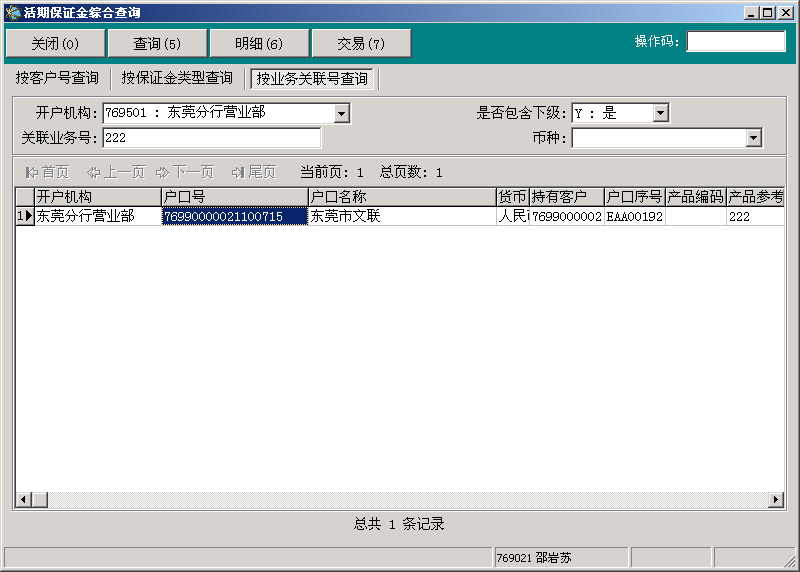 活期保证金综合查询
关闭(0) 查询(5) 明细(6) 交易(7) 操作码:
按客户号查询 按保证金类型查询 按业务关联号查询
开户机构: 769501 : 东莞分行营业部 是否包含下级: Y : 是
关联业务号: 222 币种:
首页 上一页 下一页 尾页 当前页: 1 总页数: 1
开户机构 户口号 户口名称 货币 持有客户 户口序号 产品编码 产品参考
1 东莞分行营业部 76990000021100715 东莞市文联 人民 7699000002 EAA00192 222
总共 1 条记录
769021 邵岩苏